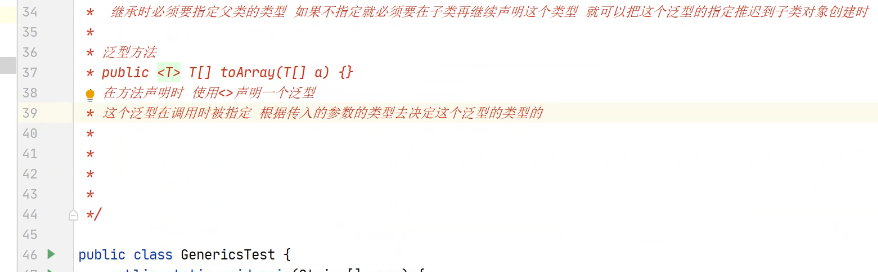 34 * 继承时必须要指定父类的类型 如果不指定就必须要在子类再继续声明这个类型 就可以把这个泛型的指定推迟到子类对象创建时
35 *
36 * 泛型方法
37 * public <T> T[] toArray(T[] a) {}
38 在方法声明时 使用<>声明一个泛型
39 * 这个泛型在调用时被指定 根据传入的参数的类型去决定这个泛型的类型的
40 *
41 *
42 *
43 *
44 */
45
46 public class GenericsTest {